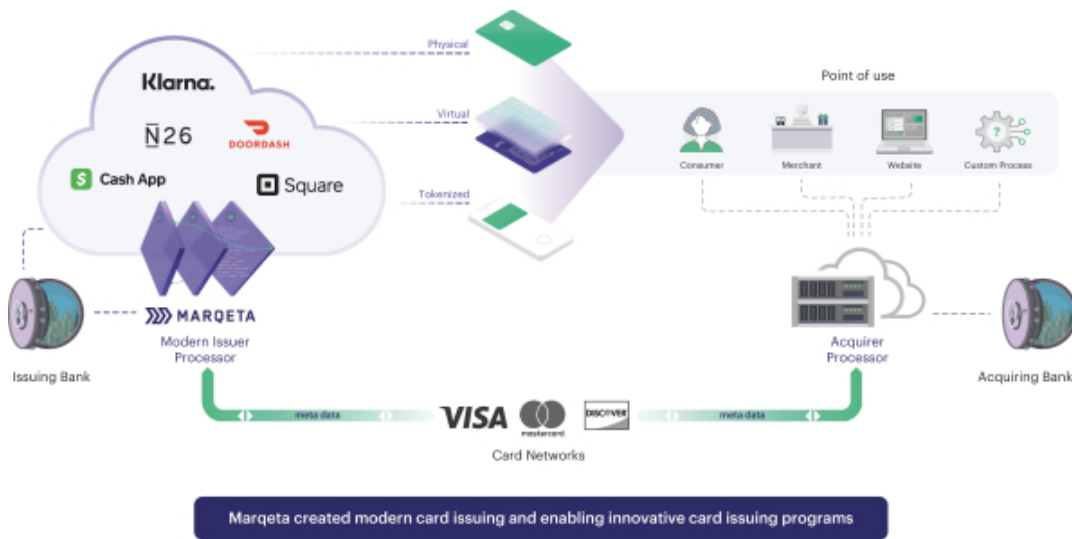 Physical
Klarna.
Point of use
Virtual
N26
DOORDASH
Consumer
Merchant
Website
Custom Process
Cash App
Square
Tokenized
MARQETA
Modern Issuer
Processor
Acquirer
Processor
Issuing Bank
Acquiring Bank
meta data
VISA
mastercard.
DISCOVER
meta data
Card Networks
Marqeta created modern card issuing and enabling innovative card issuing programs